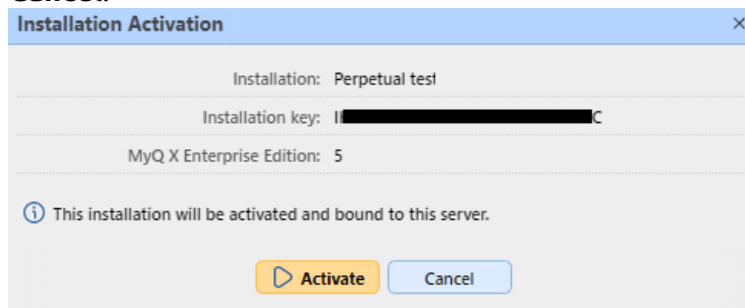 Installation Activation
Installation: Perpetual test
Installation key: C
MyQ X Enterprise Edition: 5
This installation will be activated and bound to this server.
Activate Cancel